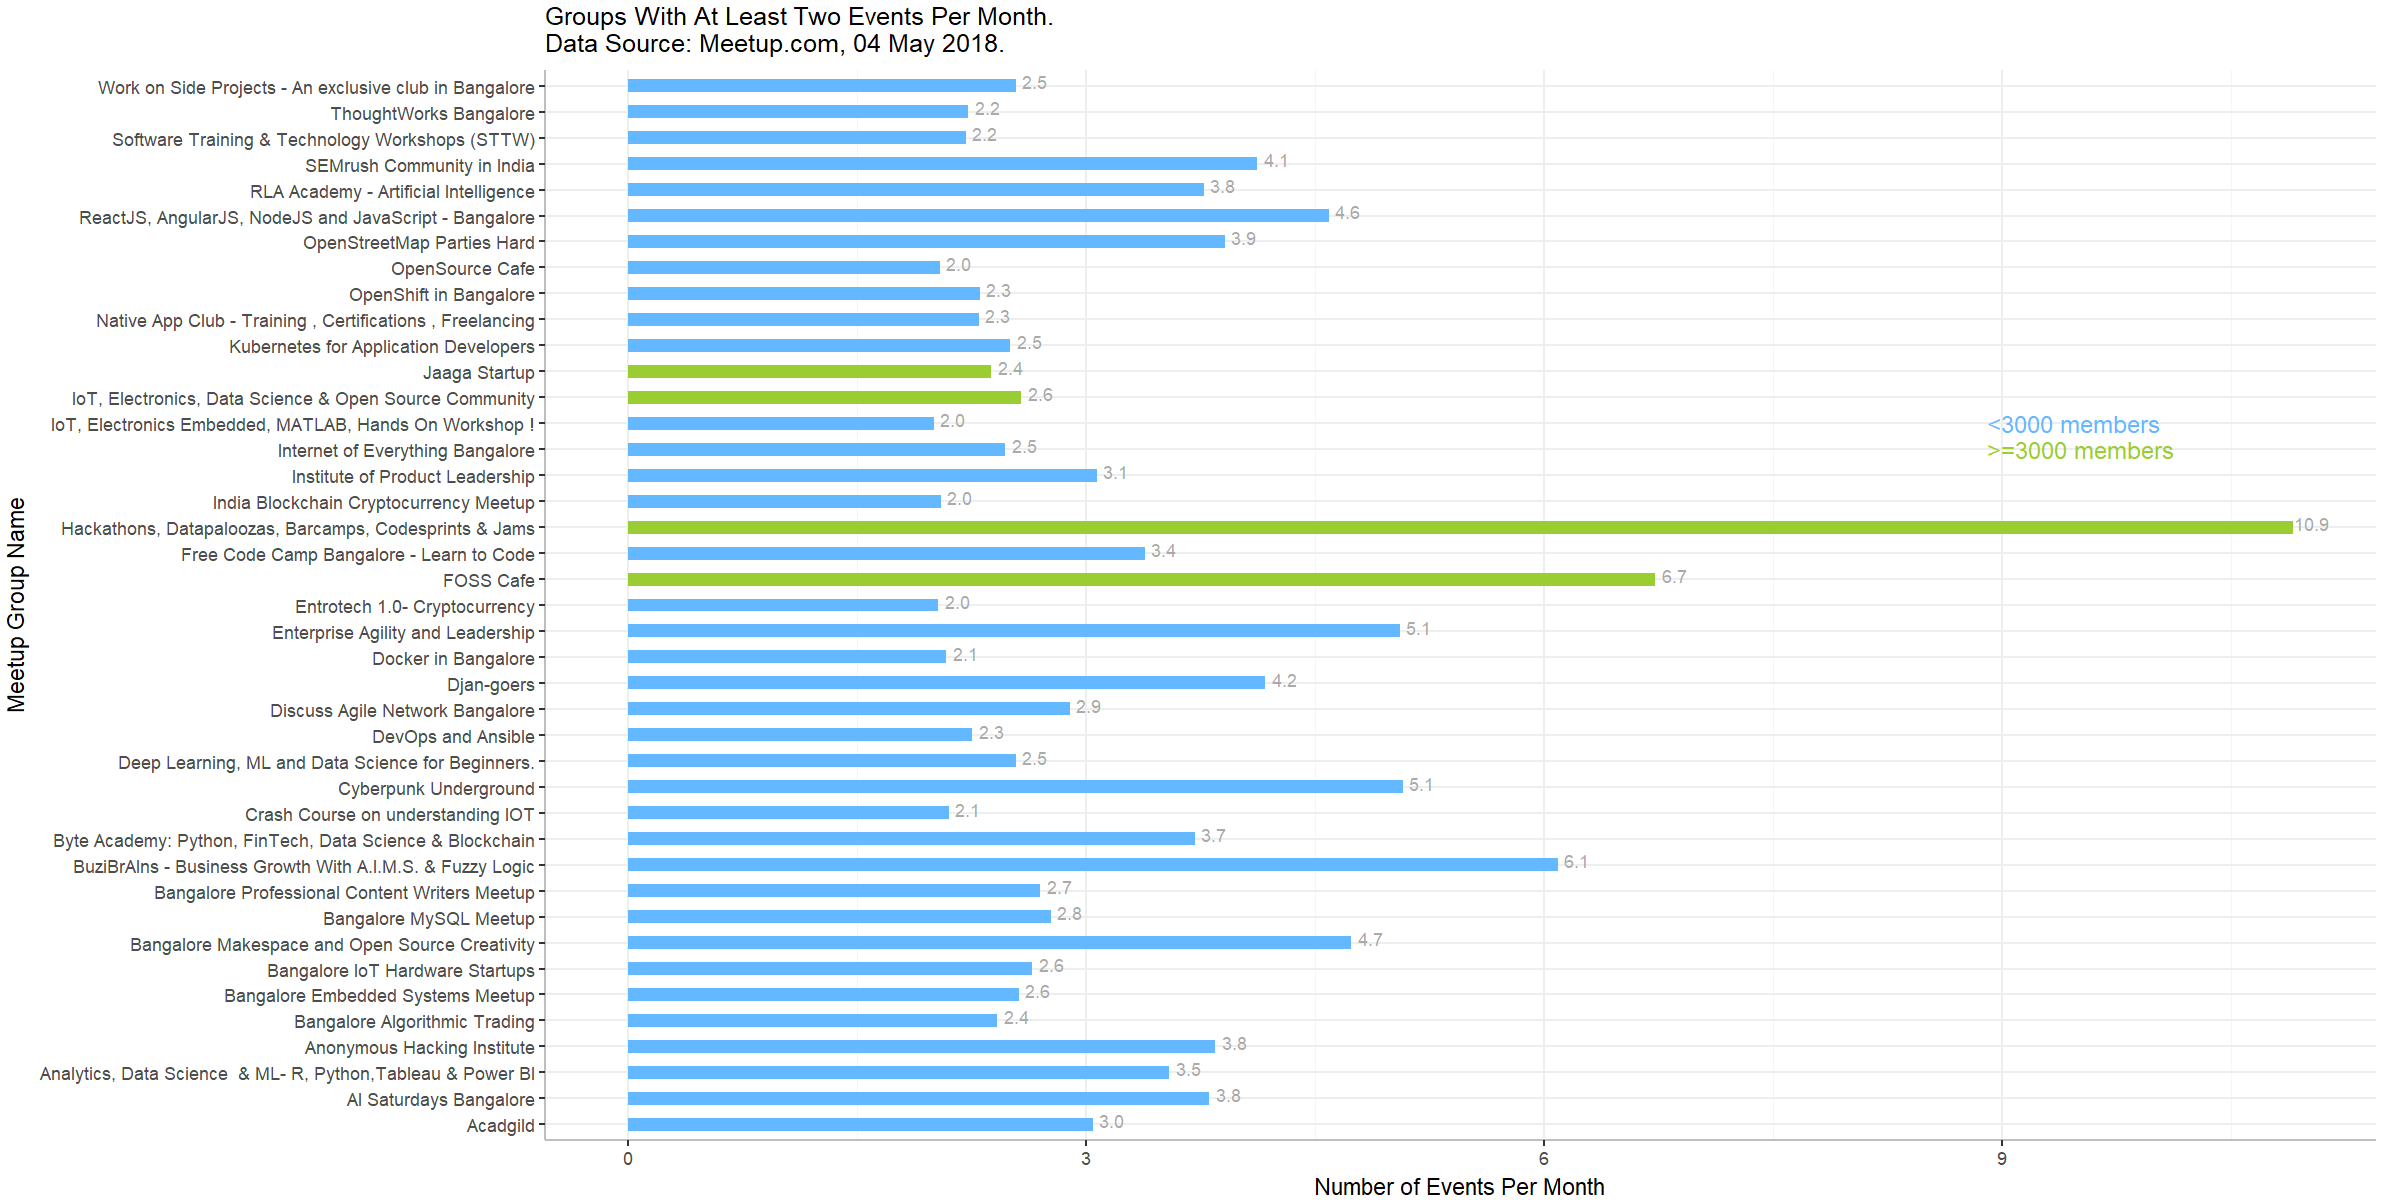 Groups With At Least Two Events Per Month.
Data Source: Meetup.com, 04 May 2018.
Work on Side Projects - An exclusive club in Bangalore 2.5
ThoughtWorks Bangalore 2.2
Software Training & Technology Workshops (STTW) 2.2
SEMrush Community in India 4.1
RLA Academy - Artificial Intelligence 3.8
ReactJS, AngularJS, NodeJS and JavaScript - Bangalore 4.6
OpenStreetMap Parties Hard 3.9
OpenSource Cafe 2.0
OpenShift in Bangalore 2.3
Native App Club - Training , Certifications , Freelancing 2.3
Kubernetes for Application Developers 2.5
Jaaga Startup 2.4
IoT, Electronics, Data Science & Open Source Community 2.6
IoT, Electronics Embedded, MATLAB, Hands On Workshop ! 2.0
<3000 members
Internet of Everything Bangalore 2.5
>=3000 members
Institute of Product Leadership 3.1
India Blockchain Cryptocurrency Meetup 2.0
Hackathons, Datapaloozas, Barcamps, Codesprints & Jams 10.9
Free Code Camp Bangalore - Learn to Code 3.4
FOSS Cafe 6.7
Entrotech 1.0- Cryptocurrency 2.0
Enterprise Agility and Leadership 5.1
Docker in Bangalore 2.1
Djan-goers 4.2
Discuss Agile Network Bangalore 2.9
DevOps and Ansible 2.3
Deep Learning, ML and Data Science for Beginners. 2.5
Cyberpunk Underground 5.1
Crash Course on understanding IOT 2.1
Byte Academy: Python, FinTech, Data Science & Blockchain 3.7
BuziBrAIns - Business Growth With A.I.M.S. & Fuzzy Logic 6.1
Bangalore Professional Content Writers Meetup 2.7
Bangalore MySQL Meetup 2.8
Bangalore Makespace and Open Source Creativity 4.7
Bangalore IoT Hardware Startups 2.6
Bangalore Embedded Systems Meetup 2.6
Bangalore Algorithmic Trading 2.4
Anonymous Hacking Institute 3.8
Analytics, Data Science  & ML- R, Python,Tableau & Power BI 3.5
AI Saturdays Bangalore 3.8
Acadgild 3.0
Meetup Group Name
0 3 6 9
Number of Events Per Month